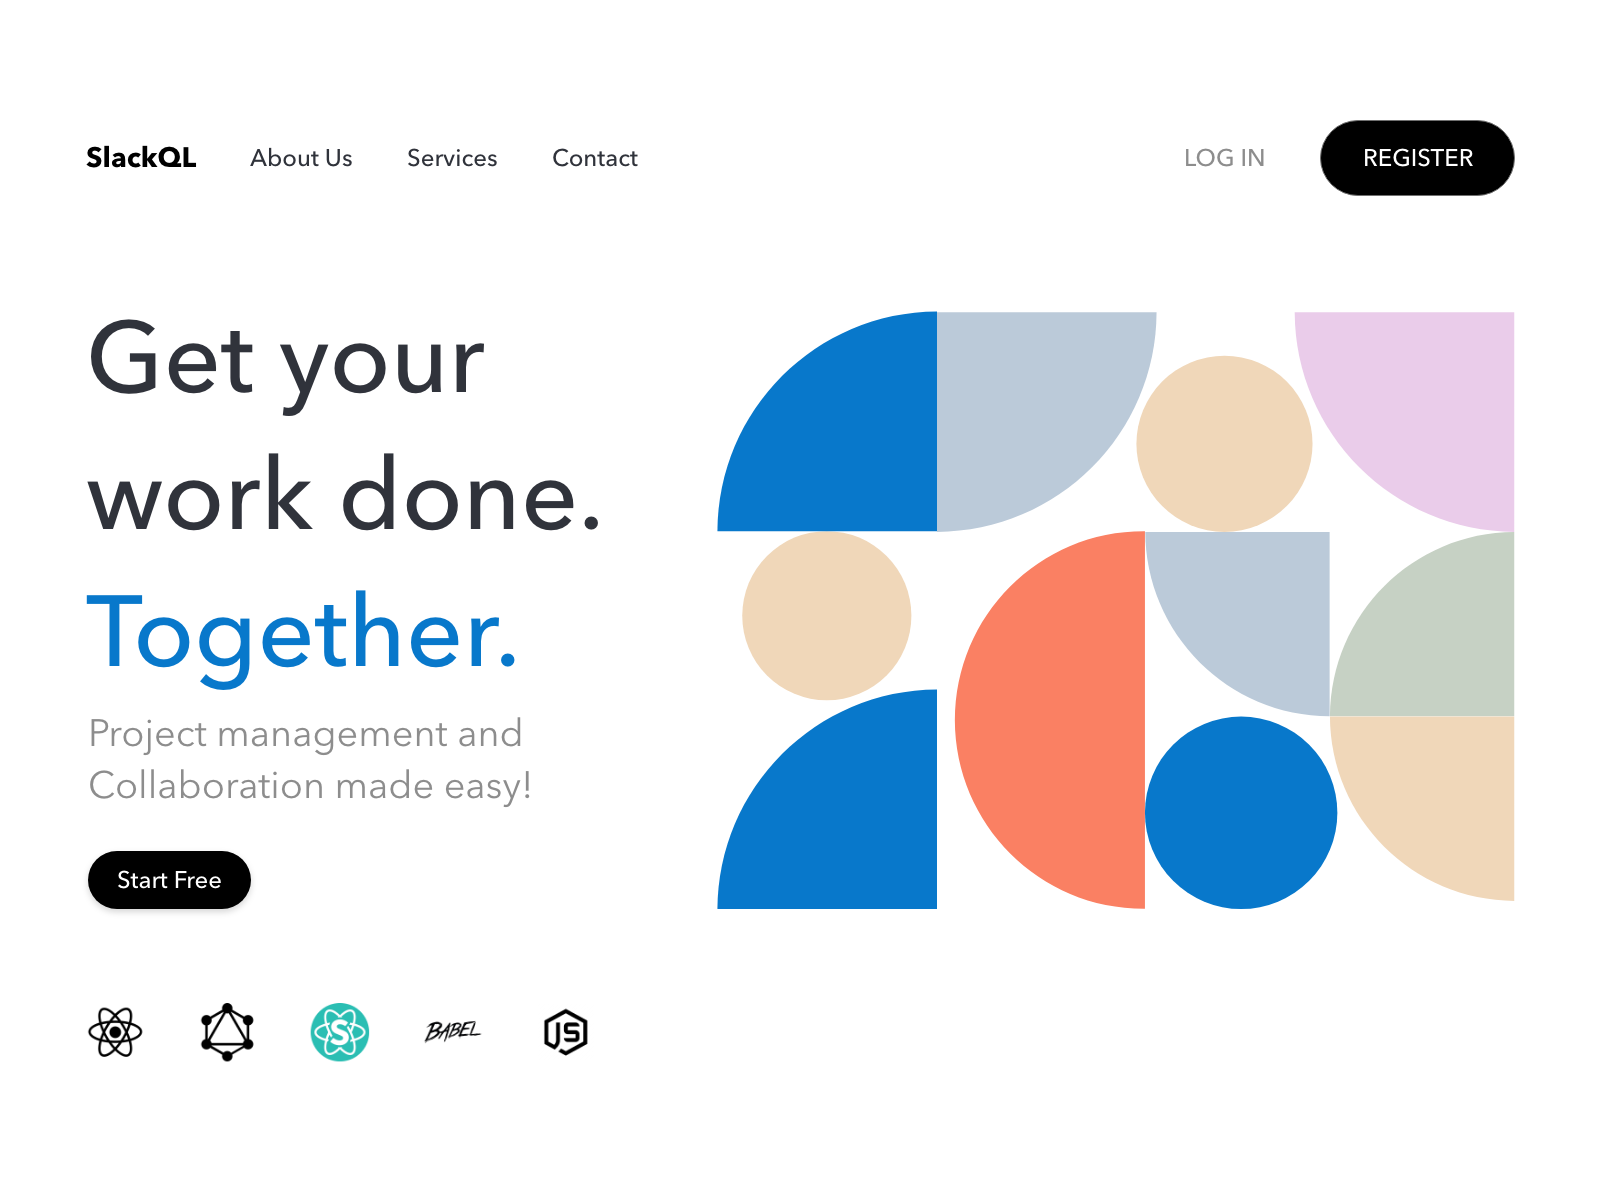 SlackQL About Us Services Contact LOG IN REGISTER
Get your
work done.
Together.
Project management and
Collaboration made easy!
Start Free
S BABEL JS